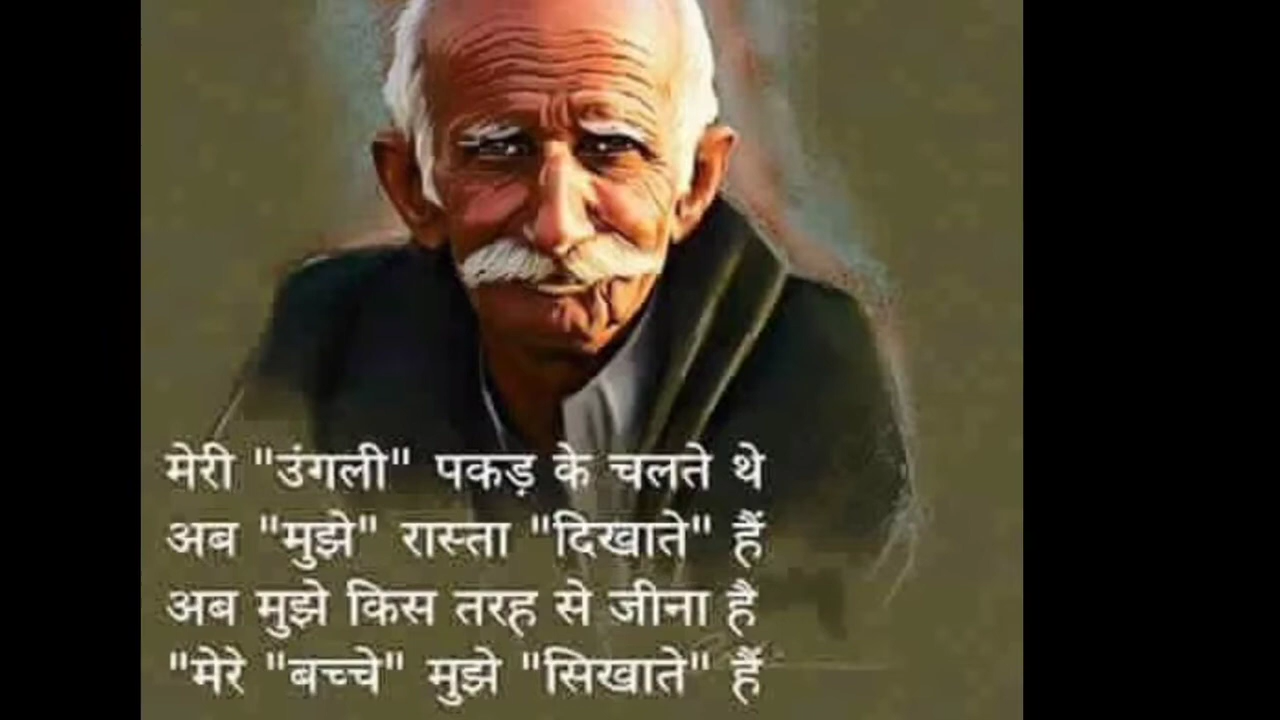 मेरी "उंगली" पकड़ के चलते थे
अब "मुझे" रास्ता "दिखाते" हैं
अब मुझे किस तरह से जीना है
"मेरे "बच्चे" मुझे "सिखाते" हैं